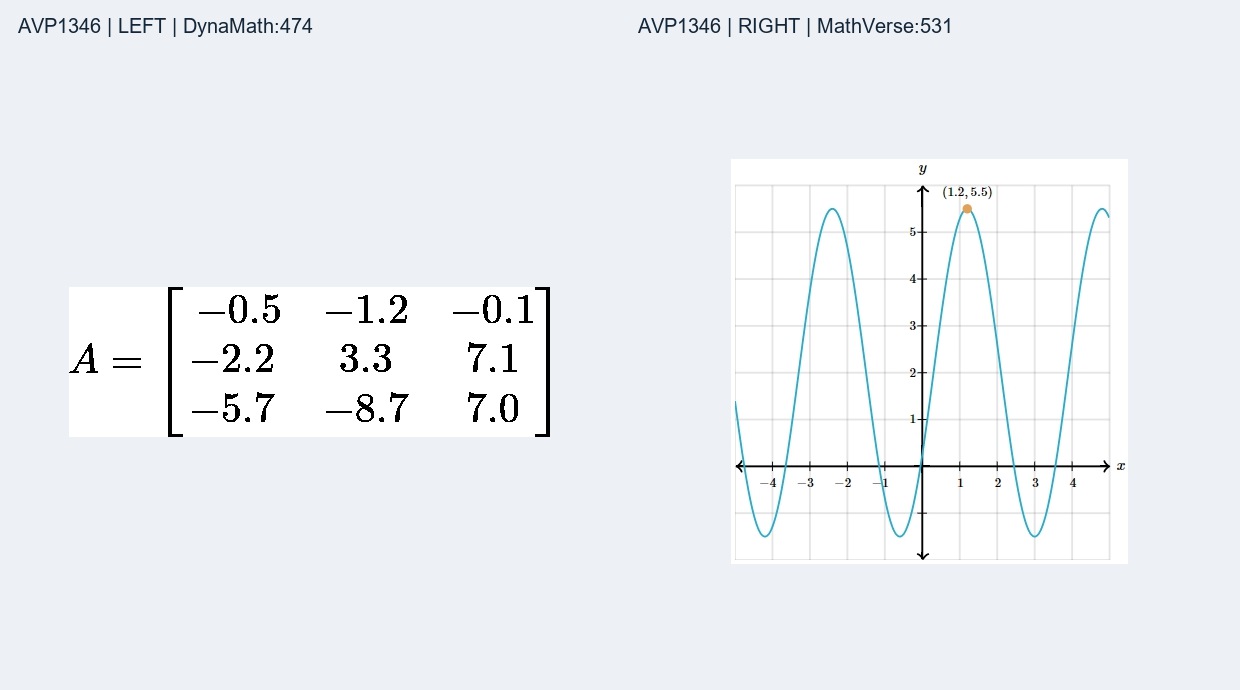 AVP1346 | LEFT | DynaMath:474
AVP1346 | RIGHT | MathVerse:531
A = [ −0.5 −1.2 −0.1
−2.2 3.3 7.1
−5.7 −8.7 7.0 ]
y
(1.2, 5.5)
5
4
3
2
1
−4 −3 −2 −1 1 2 3 4 x